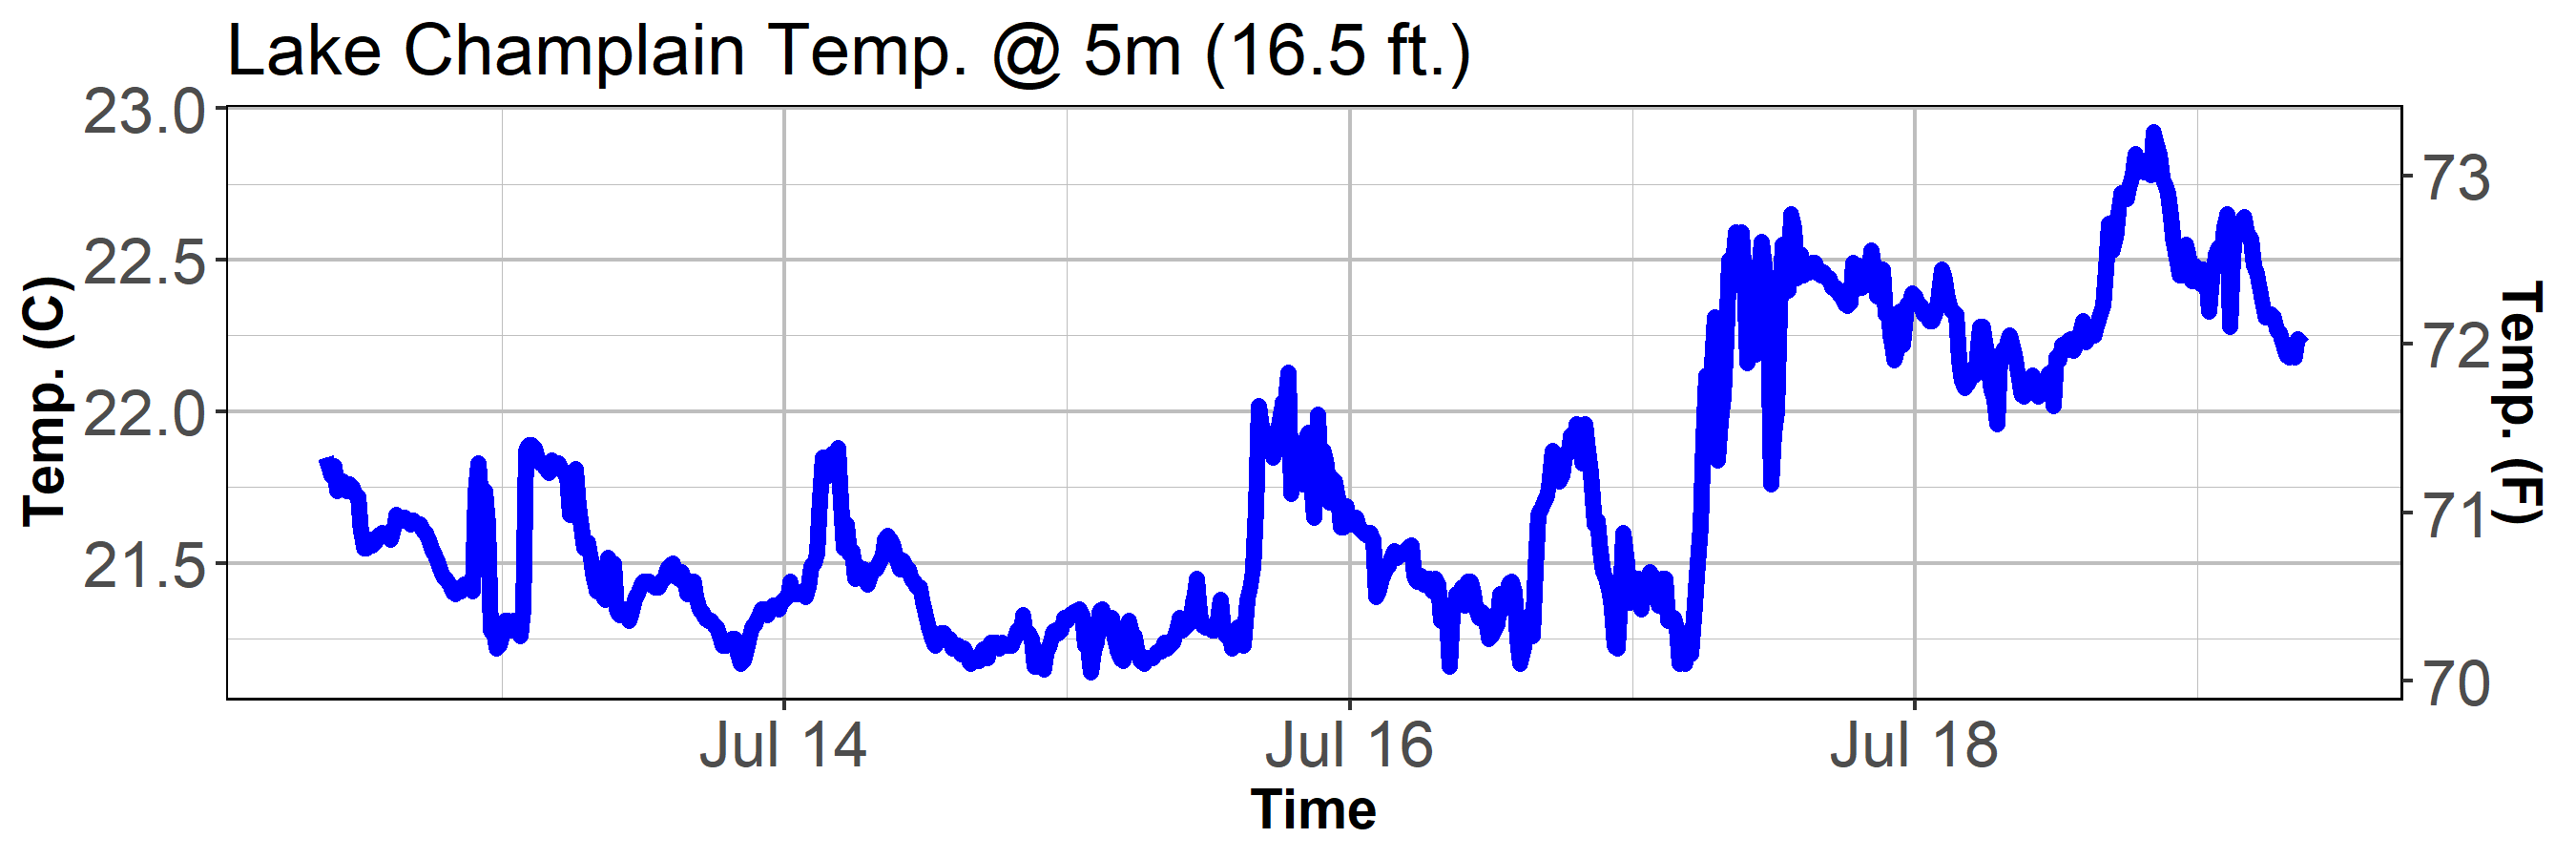 Lake Champlain Temp. @ 5m (16.5 ft.)
23.0
22.5
22.0
21.5
Temp. (C)
73
72
71
70
Temp. (F)
Jul 14 Jul 16 Jul 18
Time